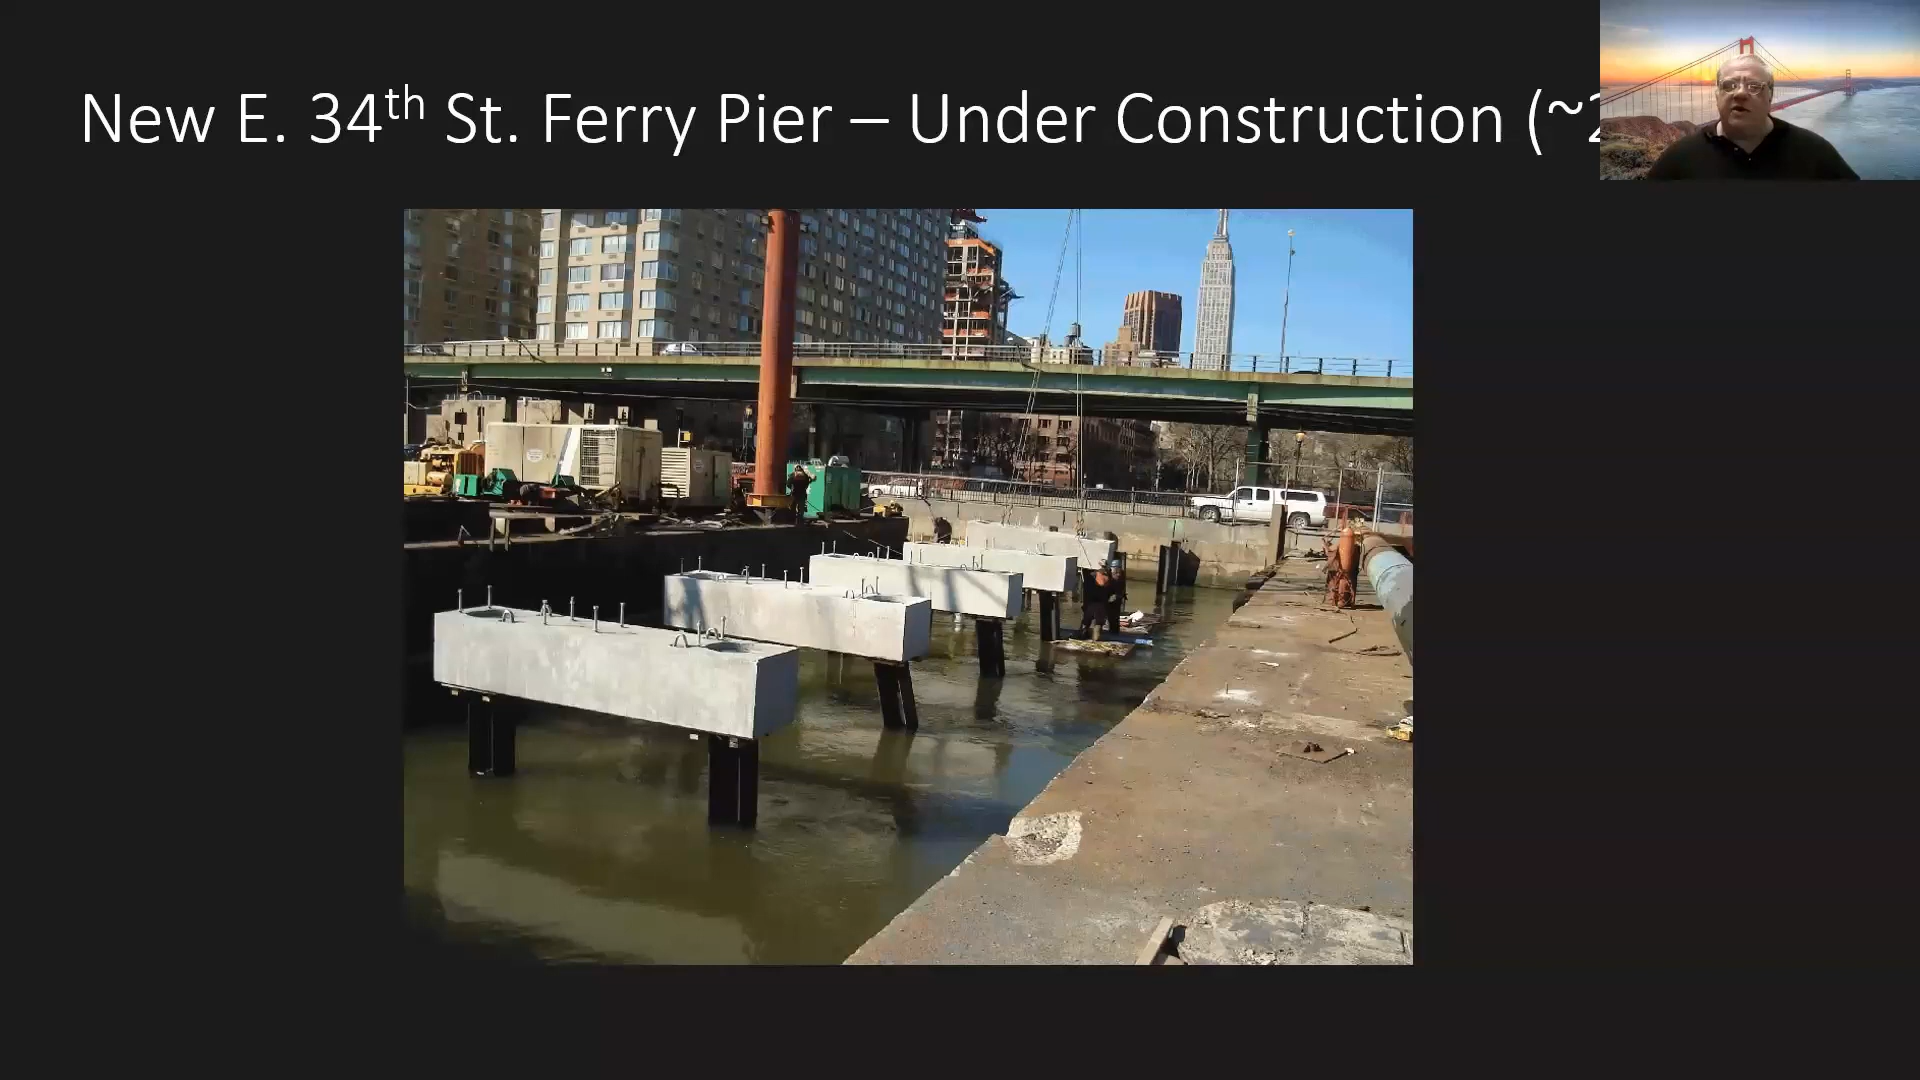 New E. 34th St. Ferry Pier – Under Construction (~2